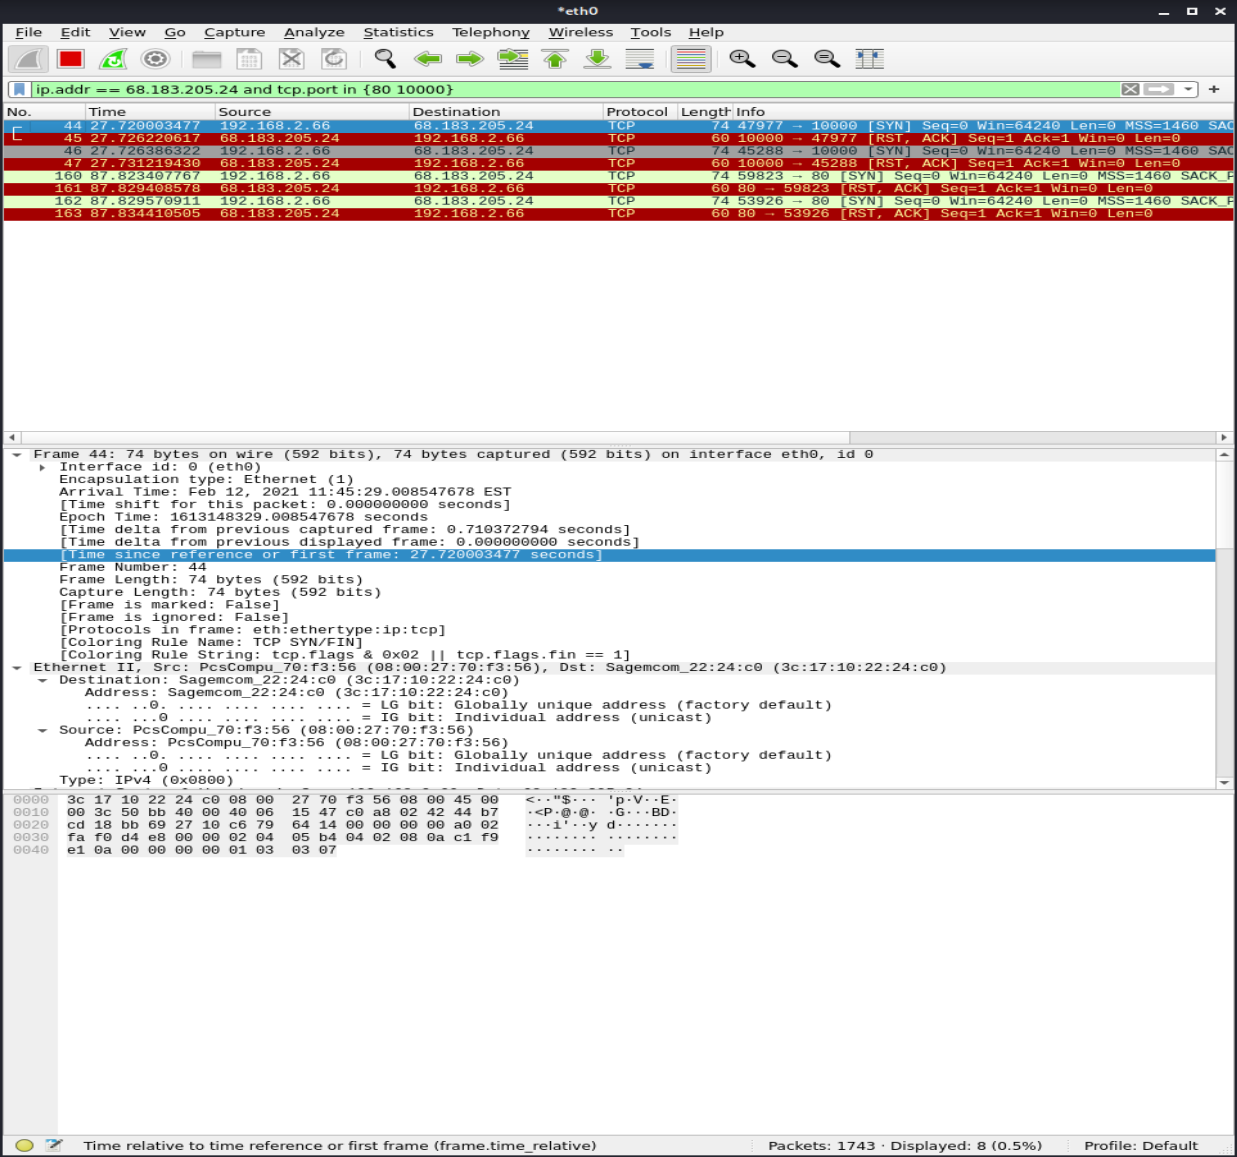 *eth0
File Edit View Go Capture Analyze Statistics Telephony Wireless Tools Help
ip.addr == 68.183.205.24 and tcp.port in {80 10000}
No. Time Source Destination Protocol Length Info
44 27.720003477 192.168.2.66 68.183.205.24 TCP 74 47977 → 10000 [SYN] Seq=0 Win=64240 Len=0 MSS=1460 SAC
45 27.726220617 68.183.205.24 192.168.2.66 TCP 60 10000 → 47977 [RST, ACK] Seq=1 Ack=1 Win=0 Len=0
46 27.726386322 192.168.2.66 68.183.205.24 TCP 74 45288 → 10000 [SYN] Seq=0 Win=64240 Len=0 MSS=1460 SAC
47 27.731219430 68.183.205.24 192.168.2.66 TCP 60 10000 → 45288 [RST, ACK] Seq=1 Ack=1 Win=0 Len=0
160 87.823407767 192.168.2.66 68.183.205.24 TCP 74 59823 → 80 [SYN] Seq=0 Win=64240 Len=0 MSS=1460 SACK_P
161 87.829408578 68.183.205.24 192.168.2.66 TCP 60 80 → 59823 [RST, ACK] Seq=1 Ack=1 Win=0 Len=0
162 87.829570911 192.168.2.66 68.183.205.24 TCP 74 53926 → 80 [SYN] Seq=0 Win=64240 Len=0 MSS=1460 SACK_P
163 87.834410505 68.183.205.24 192.168.2.66 TCP 60 80 → 53926 [RST, ACK] Seq=1 Ack=1 Win=0 Len=0
Frame 44: 74 bytes on wire (592 bits), 74 bytes captured (592 bits) on interface eth0, id 0
Interface id: 0 (eth0)
Encapsulation type: Ethernet (1)
Arrival Time: Feb 12, 2021 11:45:29.008547678 EST
[Time shift for this packet: 0.000000000 seconds]
Epoch Time: 1613148329.008547678 seconds
[Time delta from previous captured frame: 0.710372794 seconds]
[Time delta from previous displayed frame: 0.000000000 seconds]
[Time since reference or first frame: 27.720003477 seconds]
Frame Number: 44
Frame Length: 74 bytes (592 bits)
Capture Length: 74 bytes (592 bits)
[Frame is marked: False]
[Frame is ignored: False]
[Protocols in frame: eth:ethertype:ip:tcp]
[Coloring Rule Name: TCP SYN/FIN]
[Coloring Rule String: tcp.flags & 0x02 || tcp.flags.fin == 1]
Ethernet II, Src: PcsCompu_70:f3:56 (08:00:27:70:f3:56), Dst: Sagemcom_22:24:c0 (3c:17:10:22:24:c0)
Destination: Sagemcom_22:24:c0 (3c:17:10:22:24:c0)
Address: Sagemcom_22:24:c0 (3c:17:10:22:24:c0)
.... ..0. .... .... .... .... = LG bit: Globally unique address (factory default)
.... ...0 .... .... .... .... = IG bit: Individual address (unicast)
Source: PcsCompu_70:f3:56 (08:00:27:70:f3:56)
Address: PcsCompu_70:f3:56 (08:00:27:70:f3:56)
.... ..0. .... .... .... .... = LG bit: Globally unique address (factory default)
.... ...0 .... .... .... .... = IG bit: Individual address (unicast)
Type: IPv4 (0x0800)
0000 3c 17 10 22 24 c0 08 00 27 70 f3 56 08 00 45 00 <··"$··· 'p·V··E·
0010 00 3c 50 bb 40 00 40 06 15 47 c0 a8 02 42 44 b7 ·<P·@·@· ·G···BD·
0020 cd 18 bb 69 27 10 c6 79 64 14 00 00 00 00 a0 02 ···i'··y d·······
0030 fa f0 d4 e8 00 00 02 04 05 b4 04 02 08 0a c1 f9 ········ ········
0040 e1 0a 00 00 00 00 01 03 03 07 ········ ··
Time relative to time reference or first frame (frame.time_relative) Packets: 1743 · Displayed: 8 (0.5%) Profile: Default